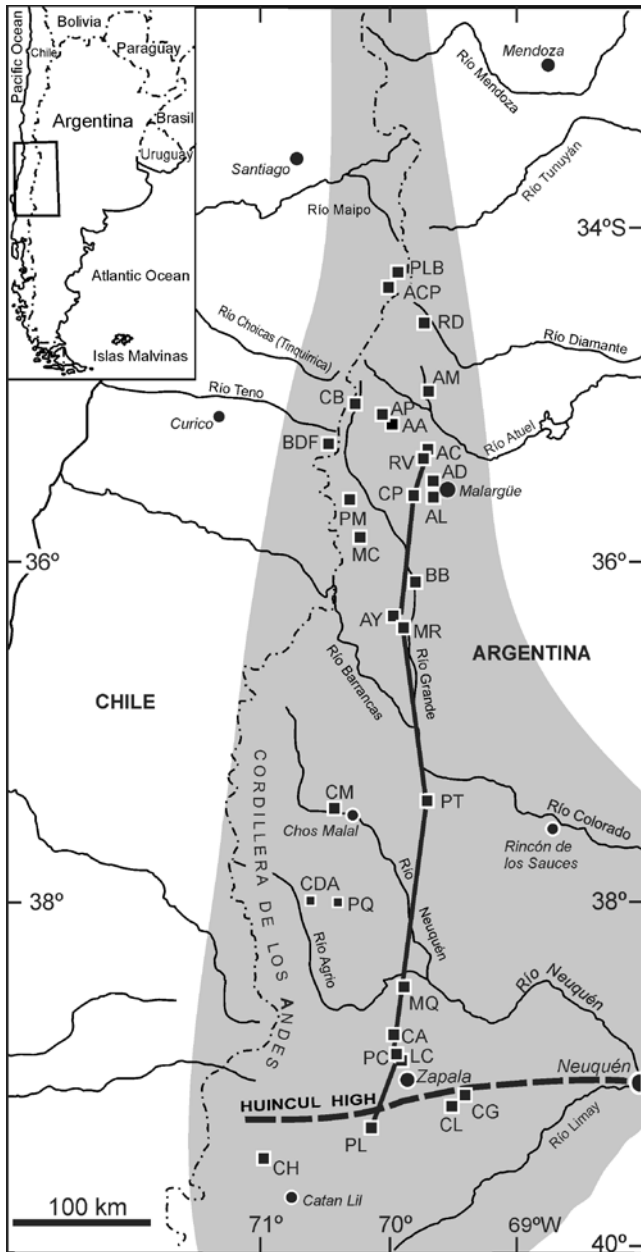 Bolivia
Pacific Ocean
Chile
Paraguay
Argentina
Brasil
Uruguay
Atlantic Ocean
Islas Malvinas
Mendoza
Río Mendoza
Santiago
Río Tunuyán
Río Maipo
34ºS
PLB
ACP
RD
Río Choicas (Tinquirirca)
Río Diamante
AM
Río Teno
CB
AP
AA
Curico
Río Atuel
BDF
AC
RV
AD
Malargüe
CP
AL
PM
MC
36º
36º
BB
AY
MR
Río Grande
Río Barrancas
ARGENTINA
CHILE
CORDILLERA DE LOS ANDES
CM
PT
Chos Malal
Río Colorado
Rincón de
los Sauces
Río
Neuquén
CDA
PQ
38º
38º
Río Agrio
MQ
Río Neuquén
CA
PC
LC
Zapala
Neuquén
HUINCUL HIGH
CG
CL
Río Limay
PL
CH
Catan Lil
100 km
71º
70º
69ºW
40º